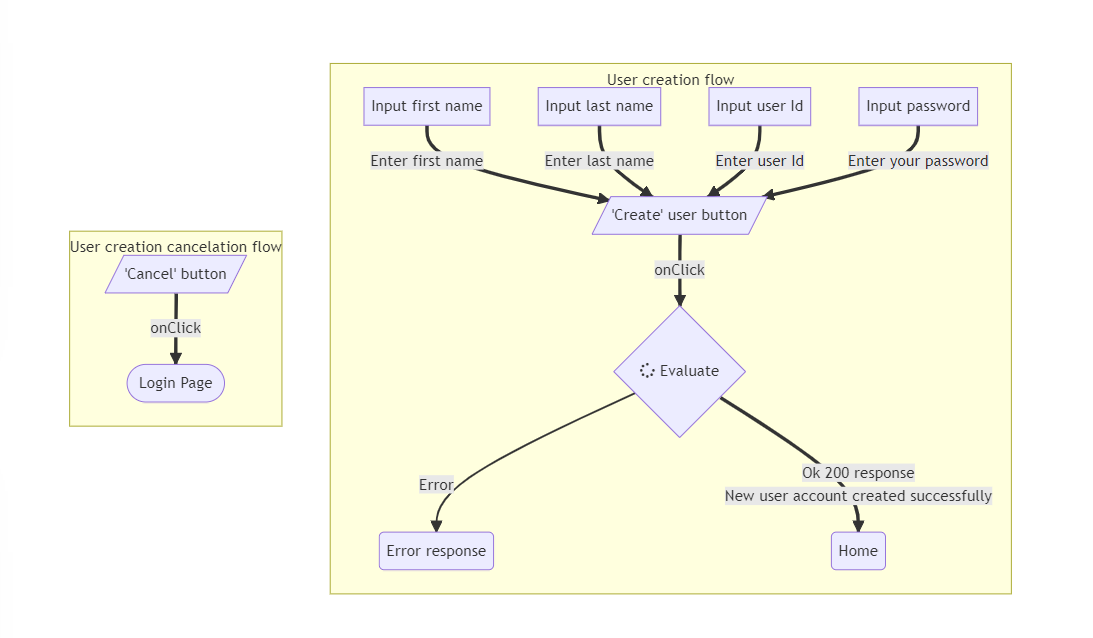 User creation flow
Input first name
Input last name
Input user Id
Input password
Enter first name
Enter last name
Enter user Id
Enter your password
'Create' user button
onClick
Evaluate
Error
Ok 200 response
New user account created successfully
Error response
Home
User creation cancelation flow
'Cancel' button
onClick
Login Page